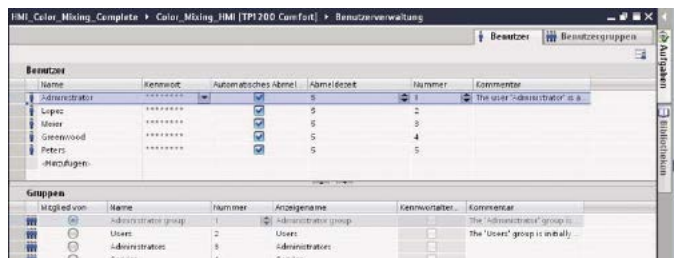 HMI_Color_Mixing_Complete ▸ Color_Mixing_HMI [TP1200 Comfort] ▸ Benutzerverwaltung
Benutzer Benutzergruppen
Benutzer
Name Kennwort Automatisches Abmel.. Abmeldezeit Nummer Kommentar
Administrator ******** 5 1 The user 'Administrator' is a...
Lopez ******** 5 2
Meier ******** 5 3
Greenwood ******** 5 4
Peters ******** 5 5
<Hinzufügen>
Gruppen
Mitglied von Name Nummer Anzeigename Kennwortalter... Kommentar
Administrator group 1 Administrator group The 'Administrator' group is
Users 2 Users The 'Users' group is initially ...
Administrators 3 Administrators
Aufgaben
Bibliotheken